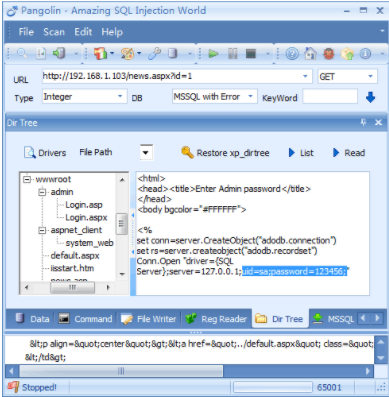 Pangolin - Amazing SQL Injection World
File Scan Edit Help
URL http://192.168.1.103/news.aspx?id=1 GET
Type Integer DB MSSQL with Error KeyWord
Dir Tree
Drivers File Path Restore xp_dirtree List Read
wwwroot
admin
Login.asp
Login.aspx
aspnet_client
system_web
default.aspx
iisstart.htm
<html>
<head><title>Enter Admin password</title>
</head>
<body bgcolor="#FFFFFF">
<%
set conn=server.CreateObject("adodb.connection")
set rs=server.createobject("adodb.recordset")
Conn.Open "driver={SQL
Server};server=127.0.0.1;uid=sa;password=123456;"
Data Command File Writer Reg Reader Dir Tree MSSQL
&lt;p align=&quot;center&quot;&gt;&lt;a href=&quot;../default.aspx&quot; class=&quot;
&lt;/td&gt;
Stopped! 65001